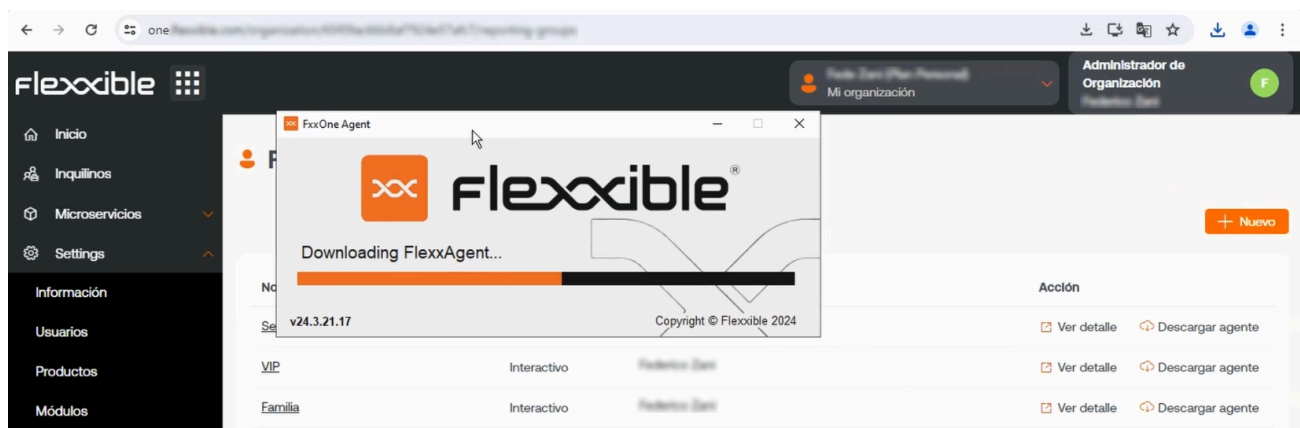 one
flexxible
Mi organización
Administrador de
Organización
F
Inicio
Inquilinos
Microservicios
Settings
Información
Usuarios
Productos
Módulos
FxxOne Agent
Flexxible®
Downloading FlexxAgent...
v24.3.21.17
Copyright © Flexxible 2024
+ Nuevo
Acción
Ver detalle
Descargar agente
VIP
Interactivo
Ver detalle
Descargar agente
Familia
Interactivo
Ver detalle
Descargar agente